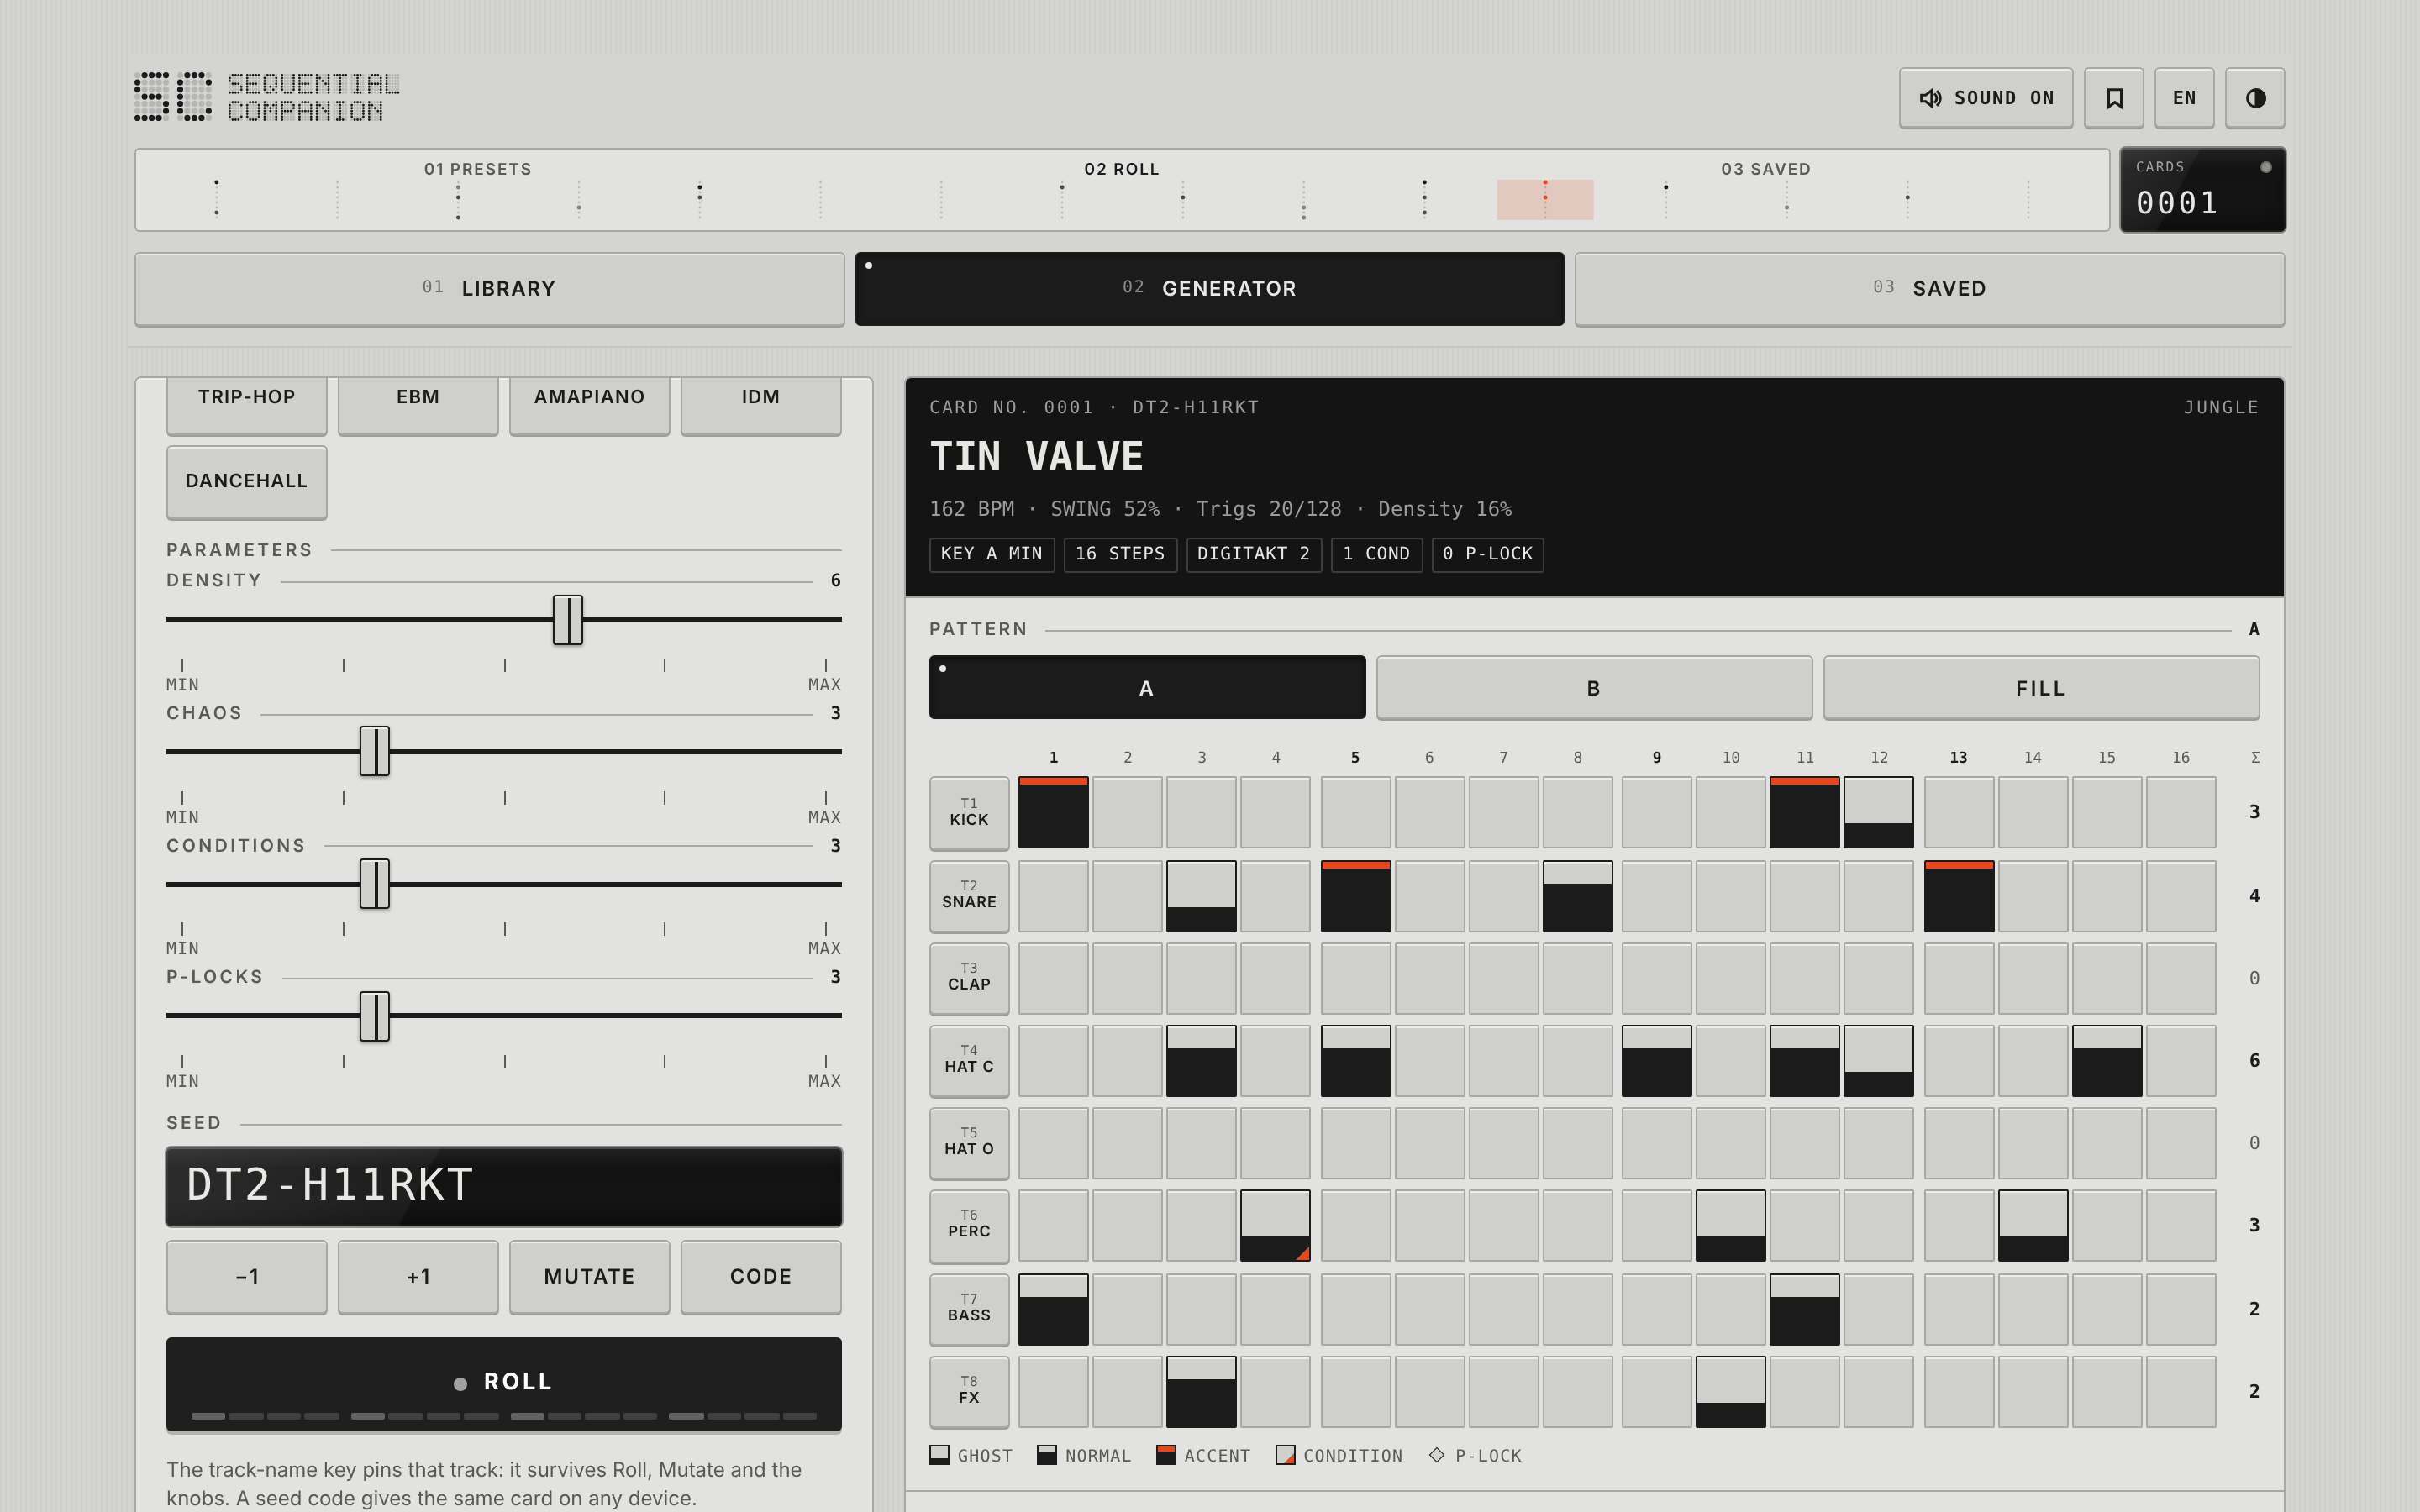 SC SEQUENTIAL
COMPANION
SOUND ON
EN
01 PRESETS
02 ROLL
03 SAVED
CARDS
0001
01 LIBRARY
02 GENERATOR
03 SAVED
TRIP-HOP
EBM
AMAPIANO
IDM
DANCEHALL
PARAMETERS
DENSITY 6
MIN MAX
CHAOS 3
MIN MAX
CONDITIONS 3
MIN MAX
P-LOCKS 3
MIN MAX
SEED
DT2-H11RKT
−1
+1
MUTATE
CODE
ROLL
The track-name key pins that track: it survives Roll, Mutate and the
knobs. A seed code gives the same card on any device.
CARD NO. 0001 · DT2-H11RKT
JUNGLE
TIN VALVE
162 BPM · SWING 52% · Trigs 20/128 · Density 16%
KEY A MIN
16 STEPS
DIGITAKT 2
1 COND
0 P-LOCK
PATTERN A
A
B
FILL
1 2 3 4 5 6 7 8 9 10 11 12 13 14 15 16 Σ
T1
KICK 3
T2
SNARE 4
T3
CLAP 0
T4
HAT C 6
T5
HAT O 0
T6
PERC 3
T7
BASS 2
T8
FX 2
GHOST NORMAL ACCENT CONDITION P-LOCK